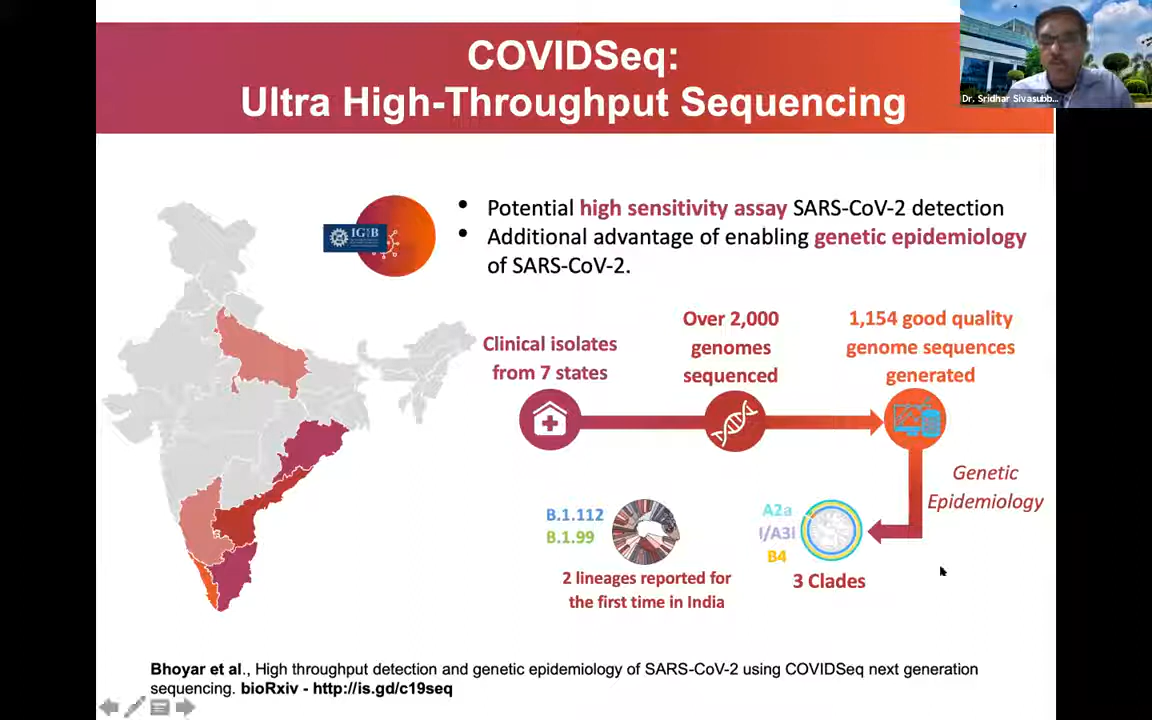 COVIDSeq:
Ultra High-Throughput Sequencing
Dr. Sridhar Sivasubb...
IGIB
• Potential high sensitivity assay SARS-CoV-2 detection
• Additional advantage of enabling genetic epidemiology
of SARS-CoV-2.
Clinical isolates
from 7 states
Over 2,000
genomes
sequenced
1,154 good quality
genome sequences
generated
Genetic
Epidemiology
B.1.112
B.1.99
2 lineages reported for
the first time in India
A2a
I/A3i
B4
3 Clades
Bhoyar et al., High throughput detection and genetic epidemiology of SARS-CoV-2 using COVIDSeq next generation
sequencing. bioRxiv - http://is.gd/c19seq